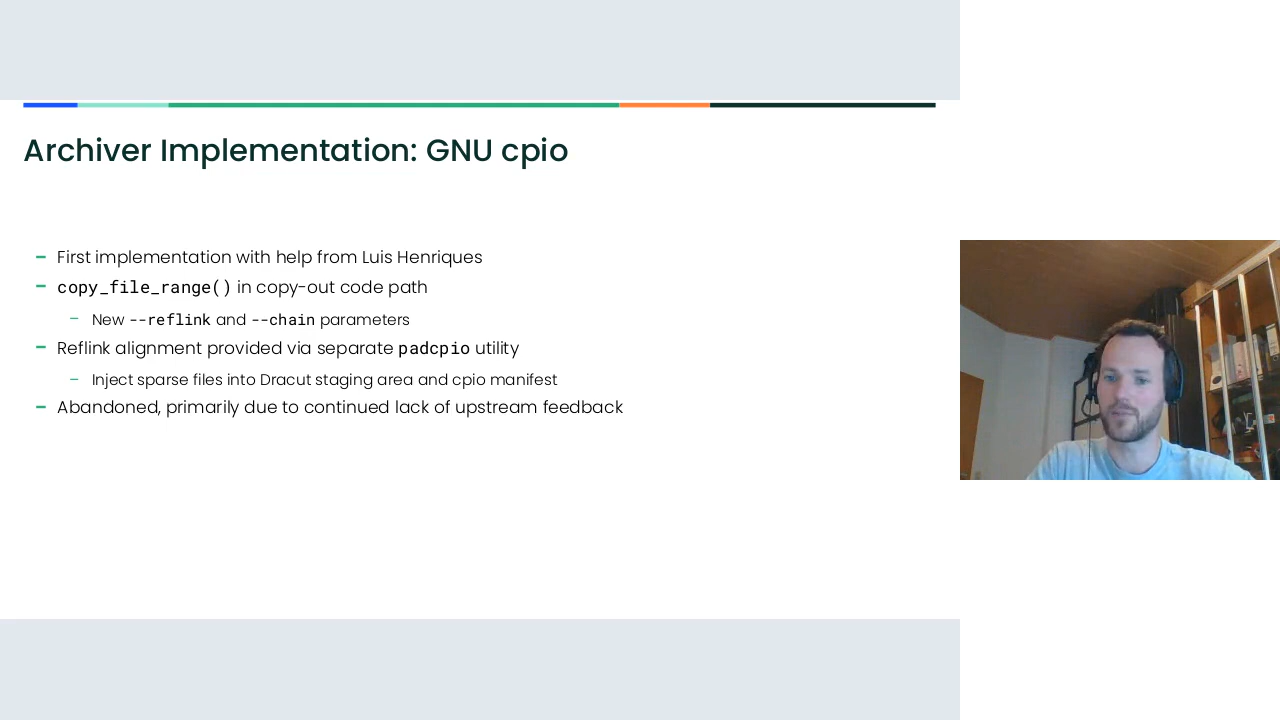 Archiver Implementation: GNU cpio
– First implementation with help from Luis Henriques
– copy_file_range() in copy-out code path
– New --reflink and --chain parameters
– Reflink alignment provided via separate padcpio utility
– Inject sparse files into Dracut staging area and cpio manifest
– Abandoned, primarily due to continued lack of upstream feedback